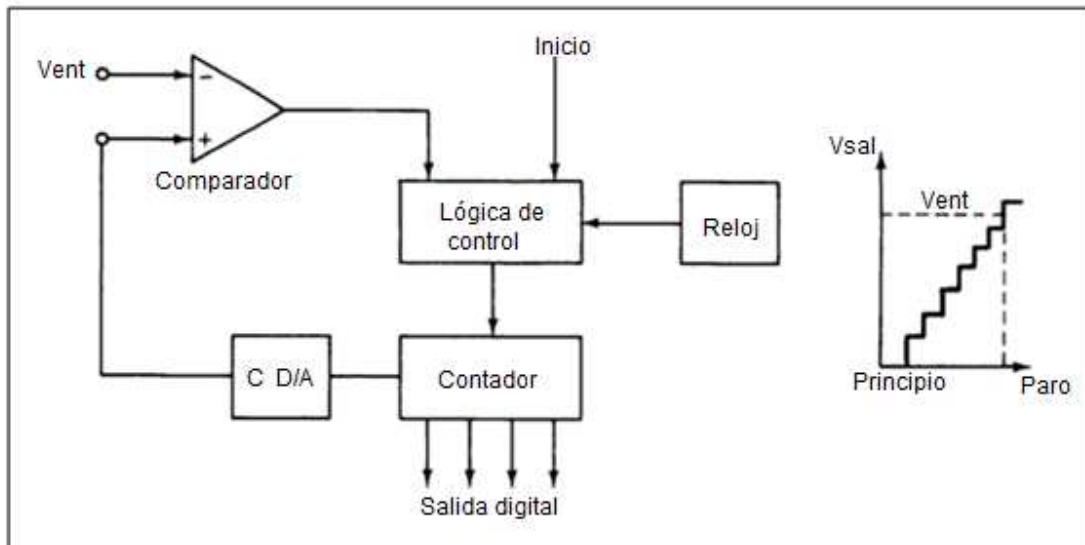 Inicio
Vent
−
+
Comparador
Lógica de
control
Reloj
C D/A
Contador
Salida digital
Vsal
Vent
Principio
Paro